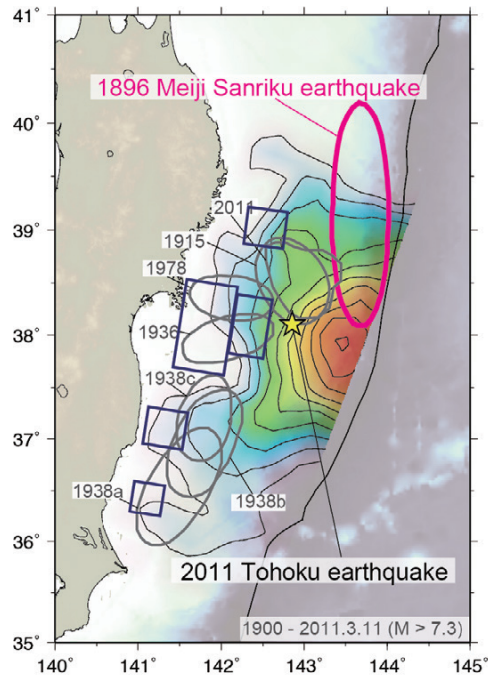 41˚
1896 Meiji Sanriku earthquake
40˚
2011
39˚
1915
1978
38˚
1936
1938c
37˚
1938a
1938b
36˚
2011 Tohoku earthquake
1900 - 2011.3.11 (M > 7.3)
35˚
140˚ 141˚ 142˚ 143˚ 144˚ 145˚